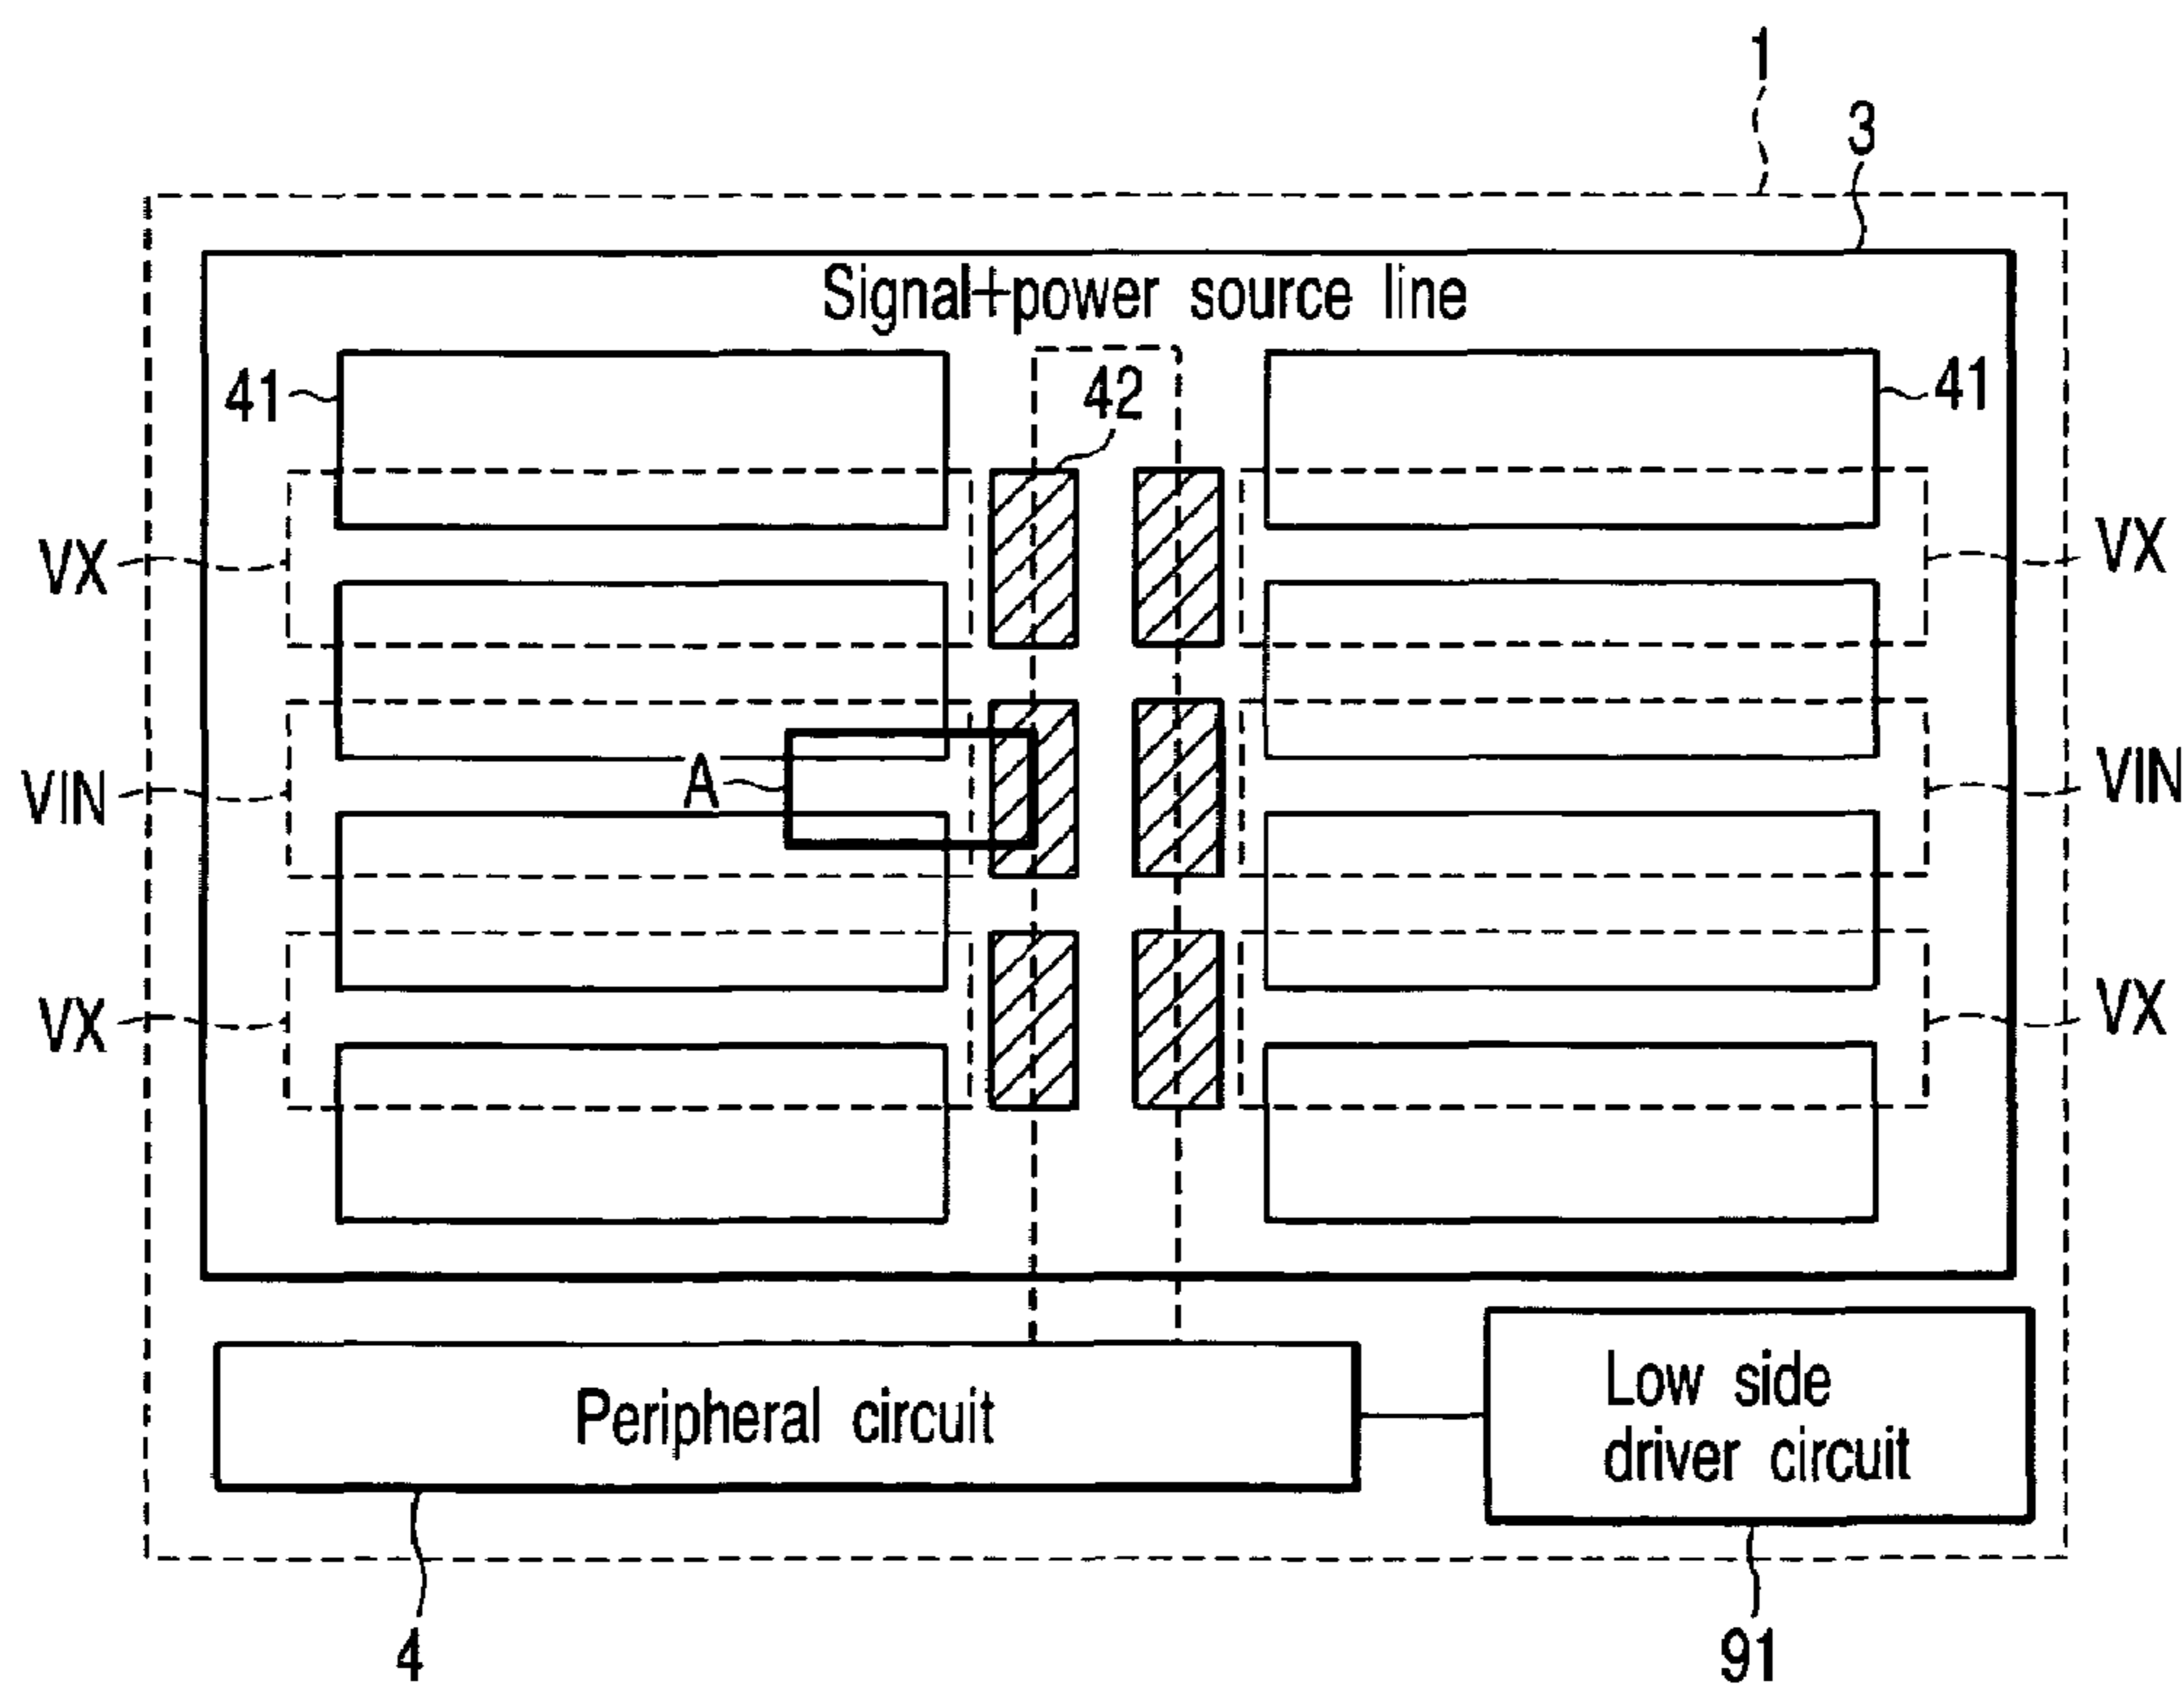 1
3
Signal+power source line
41
42
41
VX
VX
VIN
A
VIN
VX
VX
Peripheral circuit
Low side
driver circuit
4
91